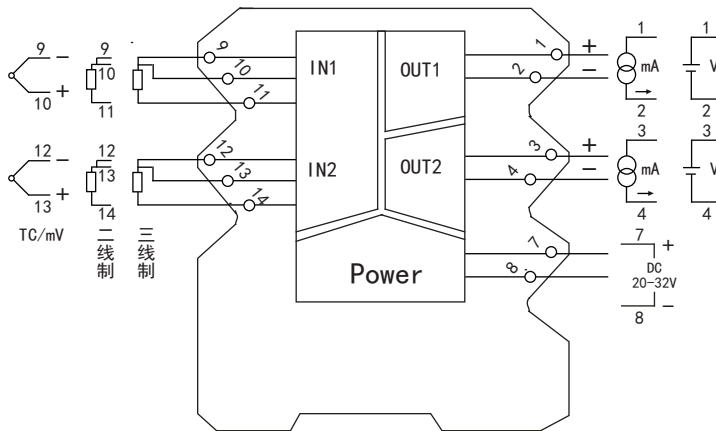 9 −
10 +
9
10
11
9
10
11
IN1
OUT1
1 +
2 −
1
mA
2
1
V
2
12 −
13 +
12
13
14
12
13
14
IN2
OUT2
3 +
4 −
3
mA
4
3
V
4
TC/mV
二线制
三线制
Power
7
8
7 +
DC
20-32V
8 −